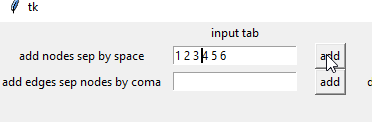 tk
input tab
add nodes sep by space 1 2 3 4 5 6 add
add edges sep nodes by coma add